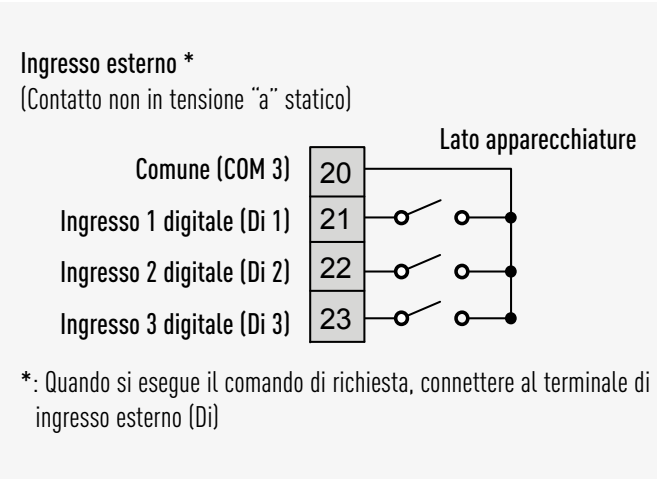 Ingresso esterno *
(Contatto non in tensione “a” statico)
Lato apparecchiature
Comune (COM 3) 20
Ingresso 1 digitale (Di 1) 21
Ingresso 2 digitale (Di 2) 22
Ingresso 3 digitale (Di 3) 23
*: Quando si esegue il comando di richiesta, connettere al terminale di
ingresso esterno (Di)